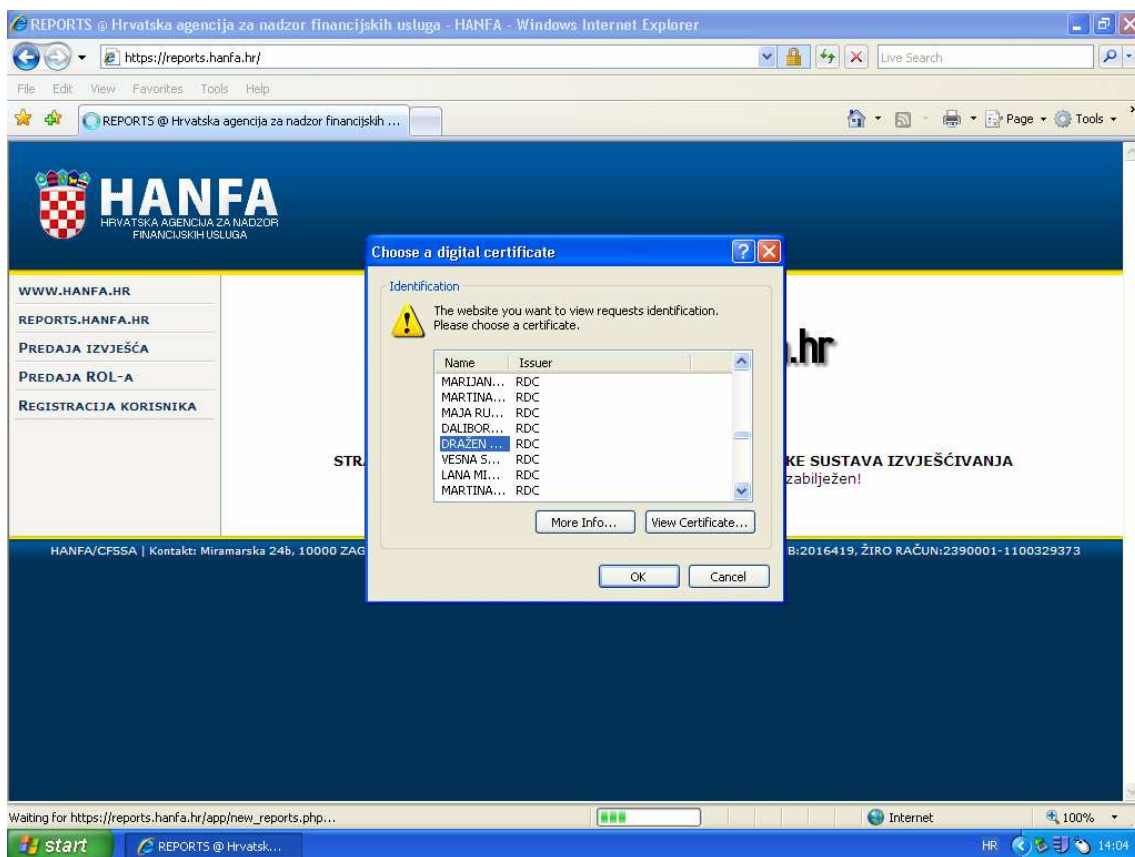 REPORTS @ Hrvatska agencija za nadzor financijskih usluga - HANFA - Windows Internet Explorer
https://reports.hanfa.hr/
Live Search
File Edit View Favorites Tools Help
REPORTS @ Hrvatska agencija za nadzor financijskih ...
Page Tools
HANFA
HRVATSKA AGENCIJA ZA NADZOR
FINANCIJSKIH USLUGA
WWW.HANFA.HR
REPORTS.HANFA.HR
PREDAJA IZVJEŠĆA
PREDAJA ROL-A
REGISTRACIJA KORISNIKA
Choose a digital certificate
Identification
The website you want to view requests identification.
Please choose a certificate.
Name Issuer
MARIJAN... RDC
MARTINA... RDC
MAJA RU... RDC
DALIBOR... RDC
DRAŽEN ... RDC
VESNA S... RDC
LANA MI... RDC
MARTINA... RDC
More Info... View Certificate...
OK Cancel
.hr
STR
KE SUSTAVA IZVJEŠĆIVANJA
zabilježen!
HANFA/CFSSA | Kontakt: Miramarska 24b, 10000 ZAG
B:2016419, ŽIRO RAČUN:2390001-1100329373
Waiting for https://reports.hanfa.hr/app/new_reports.php...
Internet
100%
start
REPORTS @ Hrvatsk...
HR
14:04